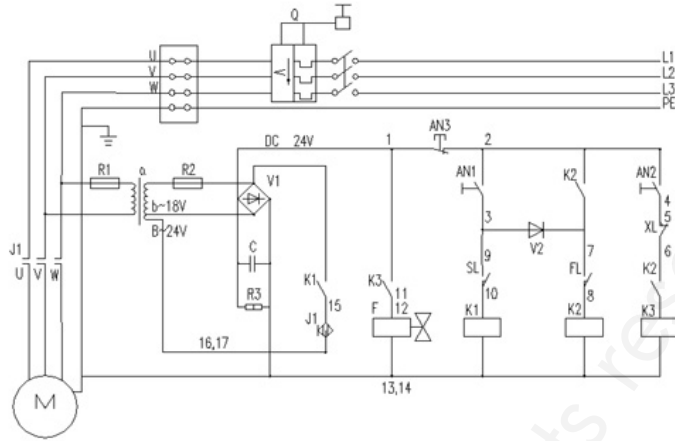 Q
U
V
W
L1
L2
L3
PE
DC 24V
1
AN3
2
R1
a
R2
V1
b~18V
B~24V
AN1
K2
AN2
4
3
V2
5
XL
6
J1
U V W
C
R3
K1
15
J1
K3
11
F
12
9
SL
10
7
FL
8
K2
K1
K2
K3
16,17
13,14
M